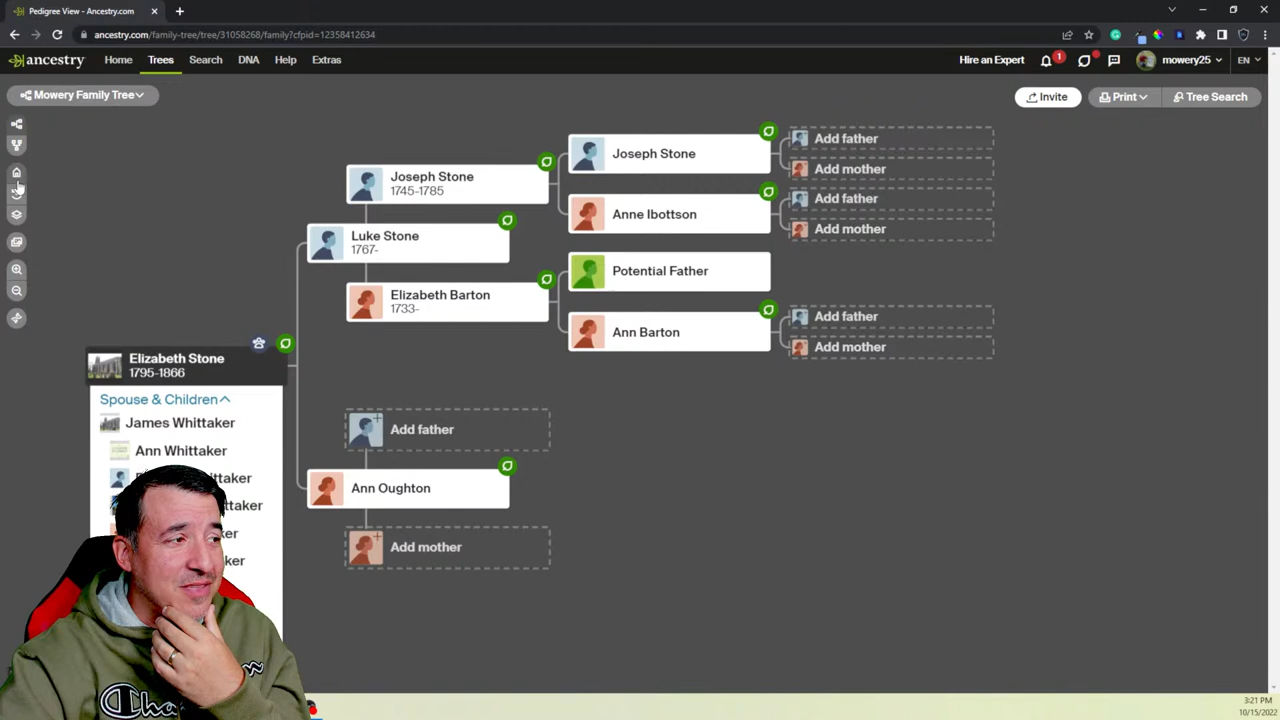 Pedigree View - Ancestry.com
ancestry.com/family-tree/tree/31058268/family?cfpid=12358412634
ancestry Home Trees Search DNA Help Extras Hire an Expert 1 mowery25 EN
Mowery Family Tree Invite Print Tree Search
Joseph Stone
1745-1785
Joseph Stone
Add father
Add mother
Anne Ibottson
Add father
Add mother
Luke Stone
1767-
Elizabeth Barton
1733-
Potential Father
Ann Barton
Add father
Add mother
Elizabeth Stone
1795-1866
Spouse & Children
James Whittaker
Ann Whittaker
Add father
Ann Oughton
Add mother
3:21 PM
10/15/2022